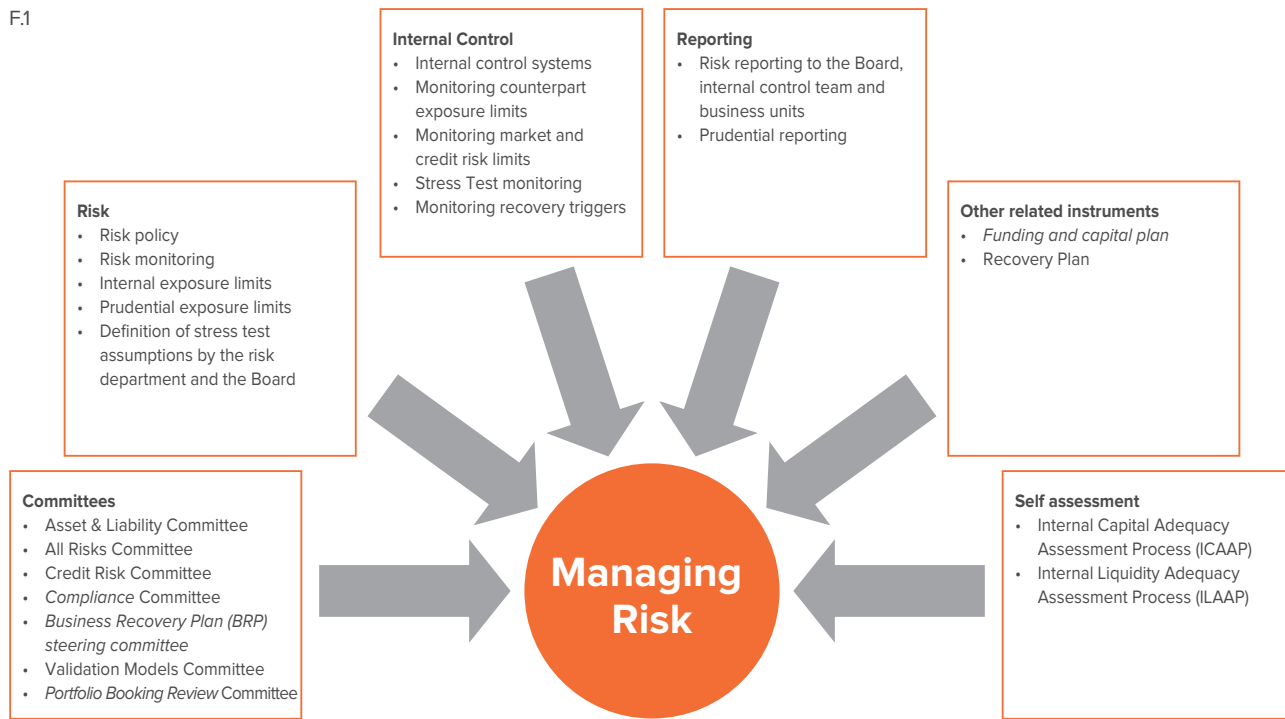 F.1
Internal Control
• Internal control systems
• Monitoring counterpart
exposure limits
• Monitoring market and
credit risk limits
• Stress Test monitoring
• Monitoring recovery triggers
Reporting
• Risk reporting to the Board,
internal control team and
business units
• Prudential reporting
Risk
• Risk policy
• Risk monitoring
• Internal exposure limits
• Prudential exposure limits
• Definition of stress test
assumptions by the risk
department and the Board
Other related instruments
• Funding and capital plan
• Recovery Plan
Committees
• Asset & Liability Committee
• All Risks Committee
• Credit Risk Committee
• Compliance Committee
• Business Recovery Plan (BRP)
steering committee
• Validation Models Committee
• Portfolio Booking Review Committee
Managing
Risk
Self assessment
• Internal Capital Adequacy
Assessment Process (ICAAP)
• Internal Liquidity Adequacy
Assessment Process (ILAAP)